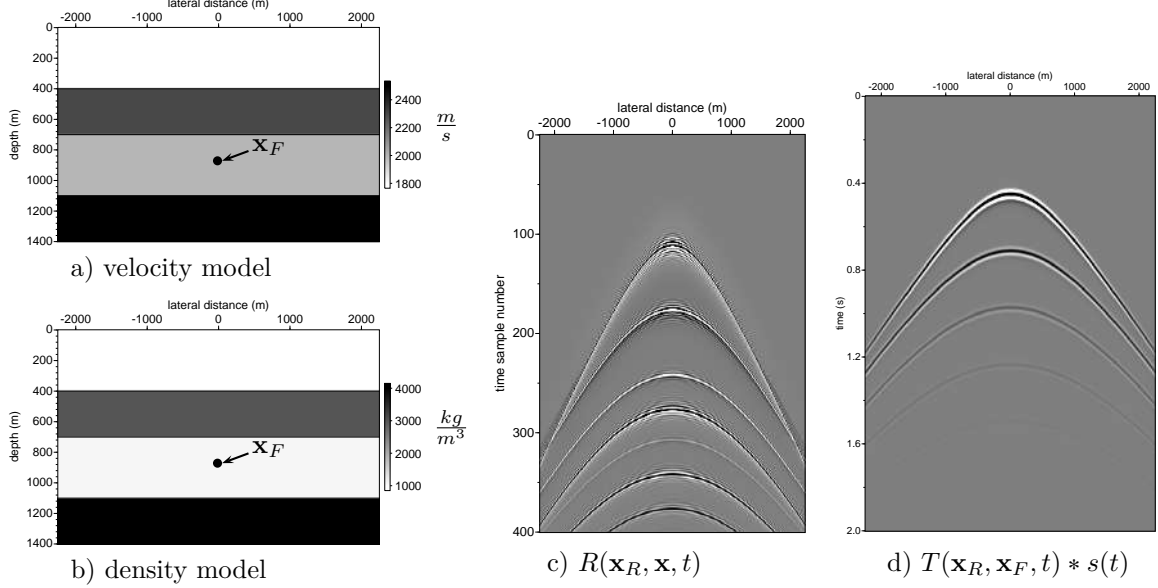 lateral distance (m)
-2000 -1000 0 1000 2000
0
200
400
600
800
1000
1200
1400
depth (m)
x_F
2400
2200
2000
1800
m/s
a) velocity model
lateral distance (m)
-2000 -1000 0 1000 2000
0
200
400
600
800
1000
1200
1400
depth (m)
x_F
4000
3000
2000
1000
kg/m³
b) density model
lateral distance (m)
-2000 -1000 0 1000 2000
100
200
300
400
time sample number
c) R(x_R, x, t)
lateral distance (m)
-2000 -1000 0 1000 2000
0
0.4
0.8
1.2
1.6
2.0
time (s)
d) T(x_R, x_F, t) ∗ s(t)